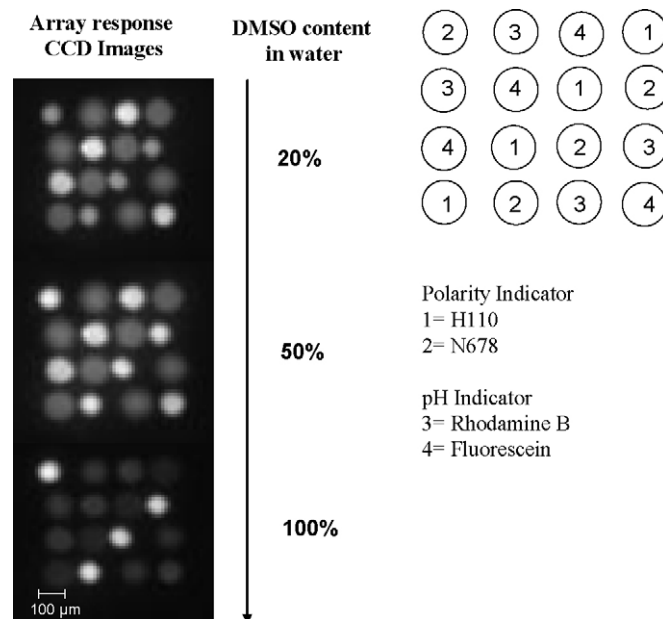 Array response
CCD Images
DMSO content
in water
20%
50%
100%
100 µm
2 3 4 1
3 4 1 2
4 1 2 3
1 2 3 4
Polarity Indicator
1= H110
2= N678
pH Indicator
3= Rhodamine B
4= Fluorescein